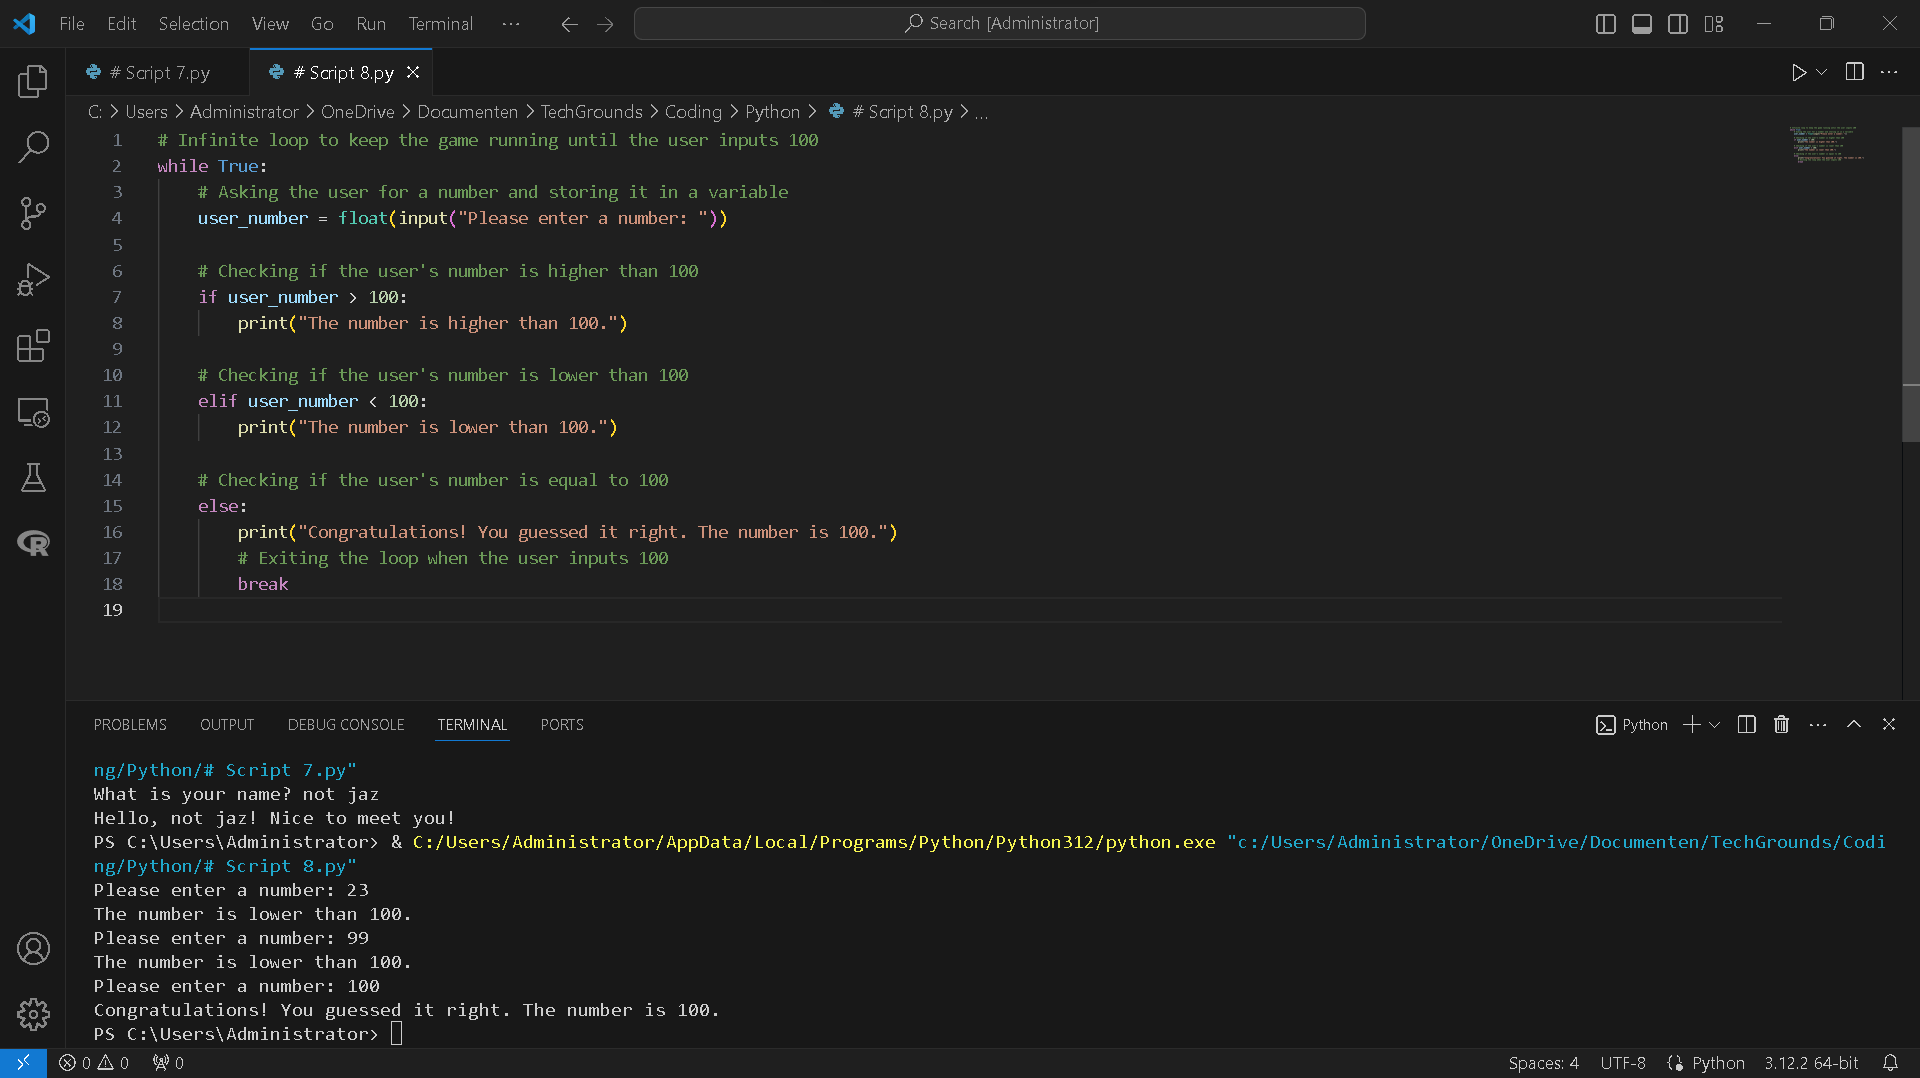 File Edit Selection View Go Run Terminal ··· Search [Administrator]
# Script 7.py # Script 8.py
C: > Users > Administrator > OneDrive > Documenten > TechGrounds > Coding > Python > # Script 8.py > ...
1 # Infinite loop to keep the game running until the user inputs 100
2 while True:
3     # Asking the user for a number and storing it in a variable
4     user_number = float(input("Please enter a number: "))
5
6     # Checking if the user's number is higher than 100
7     if user_number > 100:
8         print("The number is higher than 100.")
9
10     # Checking if the user's number is lower than 100
11     elif user_number < 100:
12         print("The number is lower than 100.")
13
14     # Checking if the user's number is equal to 100
15     else:
16         print("Congratulations! You guessed it right. The number is 100.")
17         # Exiting the loop when the user inputs 100
18         break
19
PROBLEMS OUTPUT DEBUG CONSOLE TERMINAL PORTS Python
ng/Python/# Script 7.py"
What is your name? not jaz
Hello, not jaz! Nice to meet you!
PS C:\Users\Administrator> & C:/Users/Administrator/AppData/Local/Programs/Python/Python312/python.exe "c:/Users/Administrator/OneDrive/Documenten/TechGrounds/Codi
ng/Python/# Script 8.py"
Please enter a number: 23
The number is lower than 100.
Please enter a number: 99
The number is lower than 100.
Please enter a number: 100
Congratulations! You guessed it right. The number is 100.
PS C:\Users\Administrator>
0 0 0 Spaces: 4 UTF-8 Python 3.12.2 64-bit